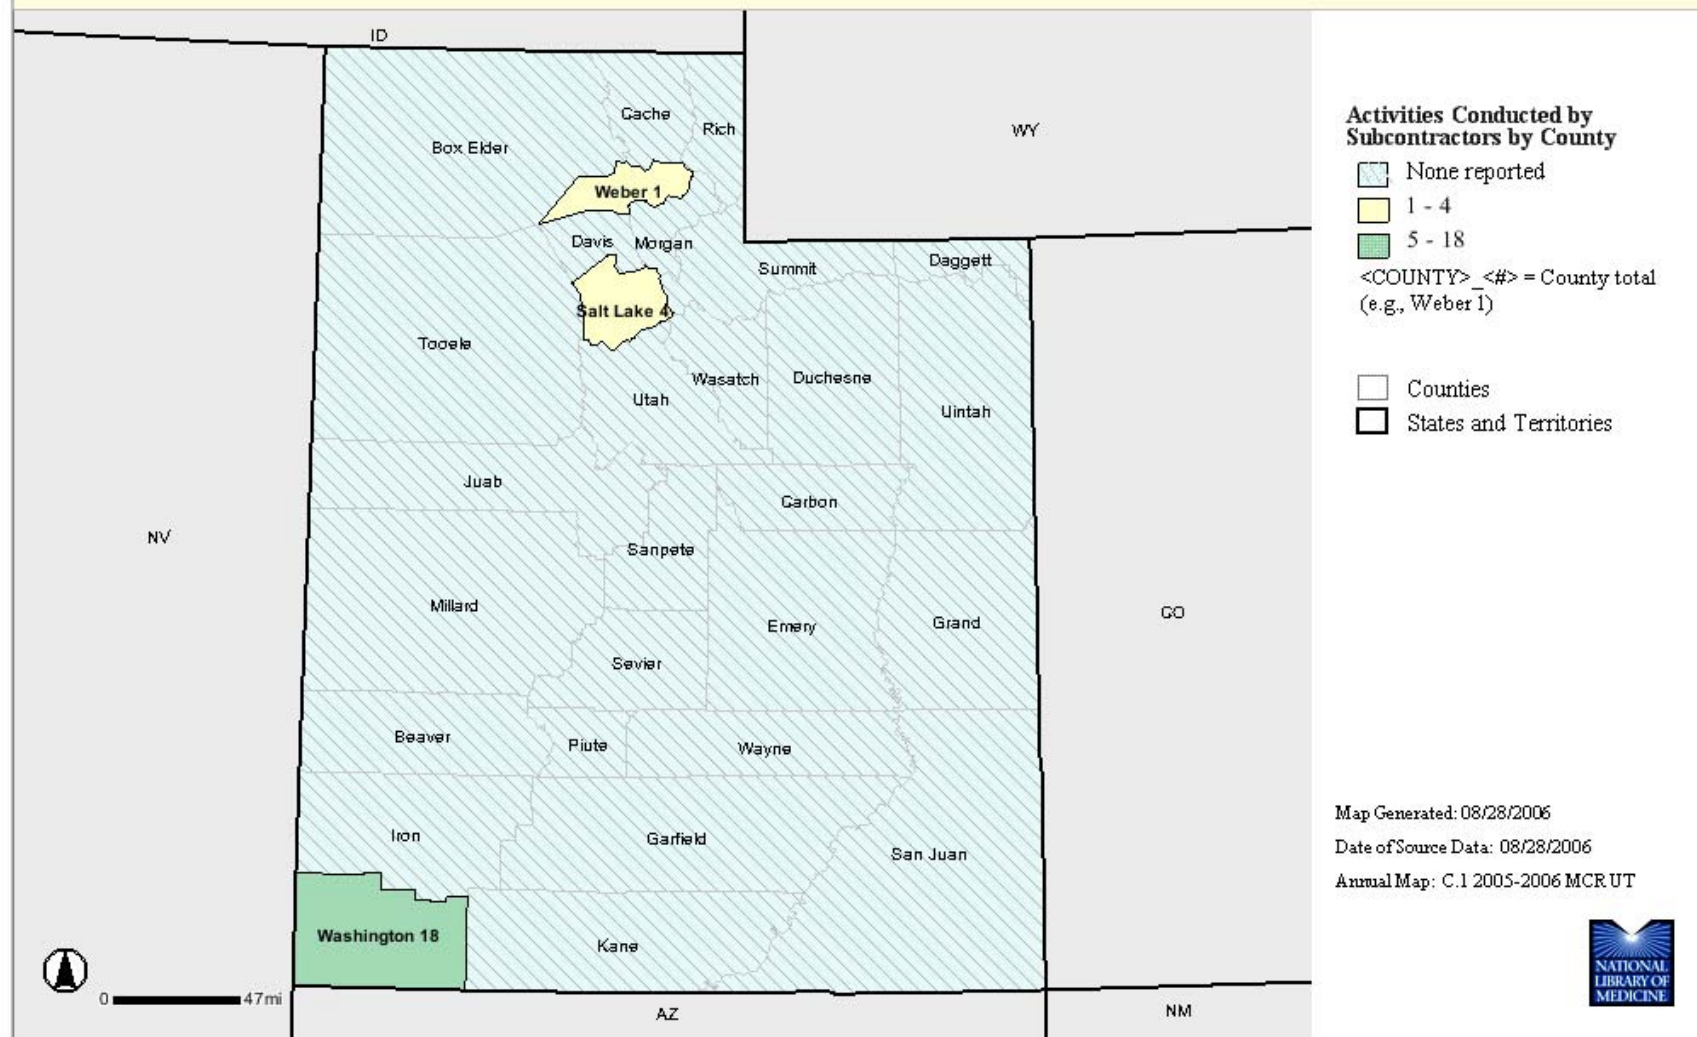 ID
Cache
Rich
WY
Box Elder
Weber 1
Davis
Morgan
Summit
Daggett
Salt Lake 4
Tooele
Wasatch
Duchesne
Utah
Uintah
Juab
Carbon
NV
Sanpete
Millard
Emery
Grand
CO
Sevier
Beaver
Piute
Wayne
Iron
Garfield
San Juan
Washington 18
Kane
0 47mi
AZ
NM
Activities Conducted by
Subcontractors by County
None reported
1 - 4
5 - 18
<COUNTY>_<#> = County total
(e.g., Weber 1)
Counties
States and Territories
Map Generated: 08/28/2006
Date of Source Data: 08/28/2006
Annual Map: C.1 2005-2006 MCR UT
NATIONAL
LIBRARY OF
MEDICINE